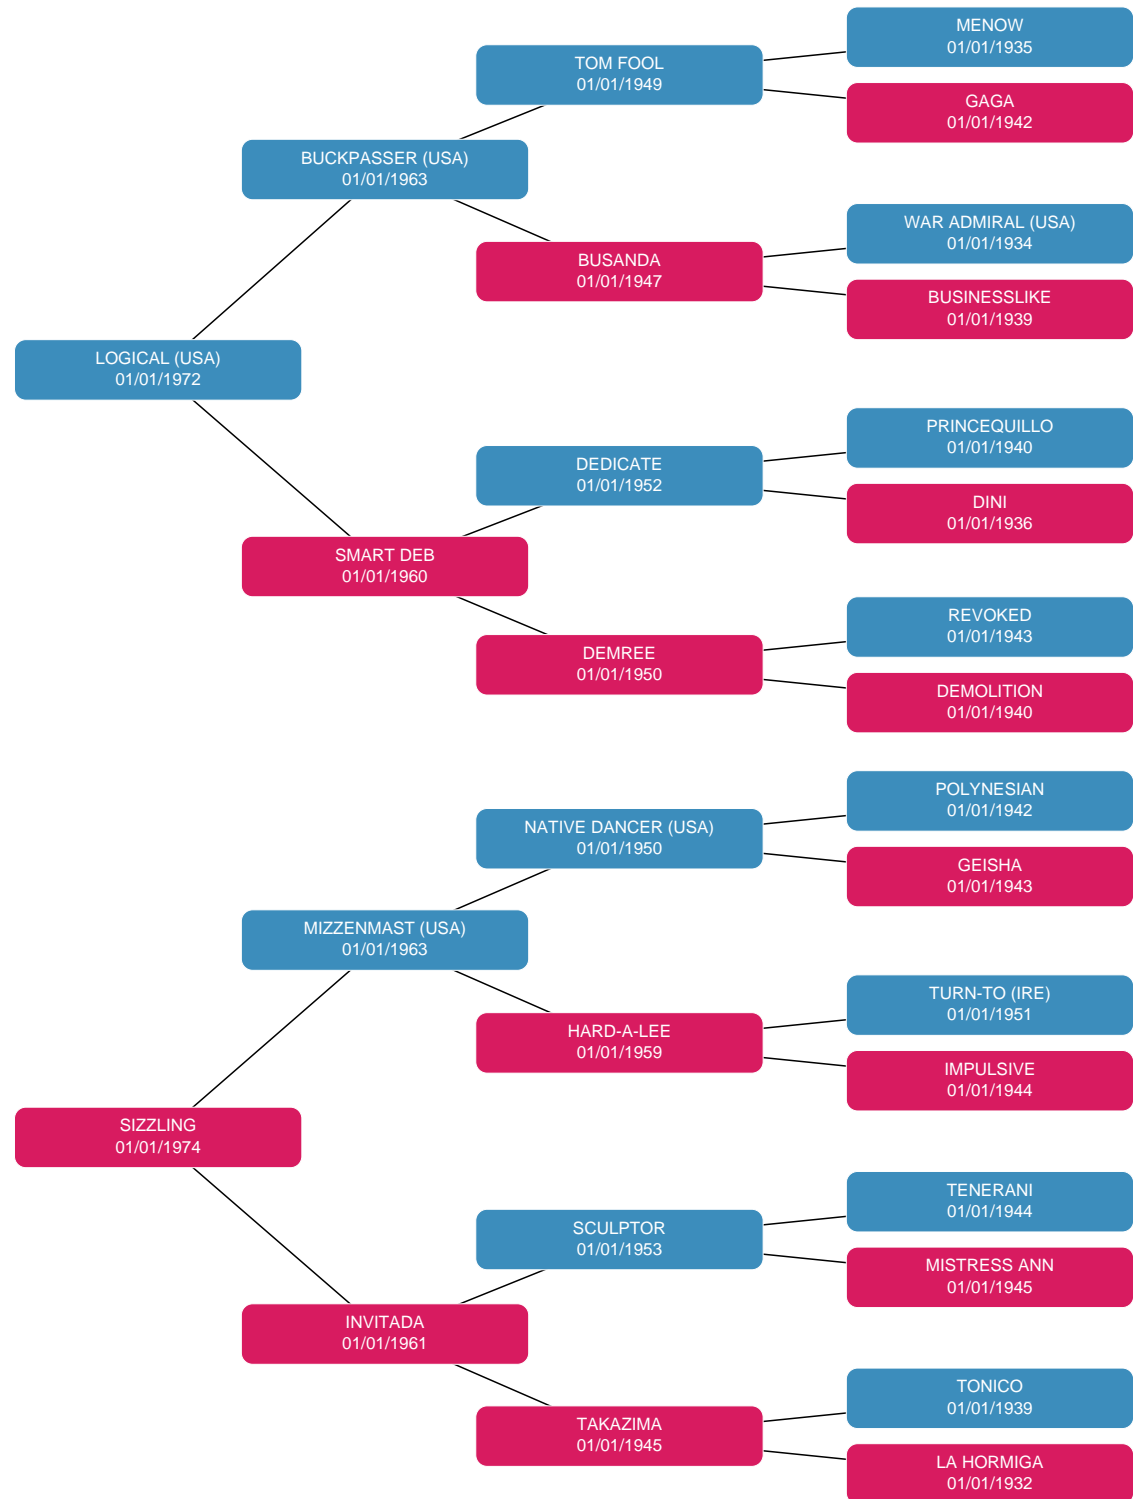 MENOW
01/01/1935
TOM FOOL
01/01/1949
GAGA
01/01/1942
BUCKPASSER (USA)
01/01/1963
WAR ADMIRAL (USA)
01/01/1934
BUSANDA
01/01/1947
BUSINESSLIKE
01/01/1939
LOGICAL (USA)
01/01/1972
PRINCEQUILLO
01/01/1940
DEDICATE
01/01/1952
DINI
01/01/1936
SMART DEB
01/01/1960
REVOKED
01/01/1943
DEMREE
01/01/1950
DEMOLITION
01/01/1940
POLYNESIAN
01/01/1942
NATIVE DANCER (USA)
01/01/1950
GEISHA
01/01/1943
MIZZENMAST (USA)
01/01/1963
TURN-TO (IRE)
01/01/1951
HARD-A-LEE
01/01/1959
IMPULSIVE
01/01/1944
SIZZLING
01/01/1974
TENERANI
01/01/1944
SCULPTOR
01/01/1953
MISTRESS ANN
01/01/1945
INVITADA
01/01/1961
TONICO
01/01/1939
TAKAZIMA
01/01/1945
LA HORMIGA
01/01/1932